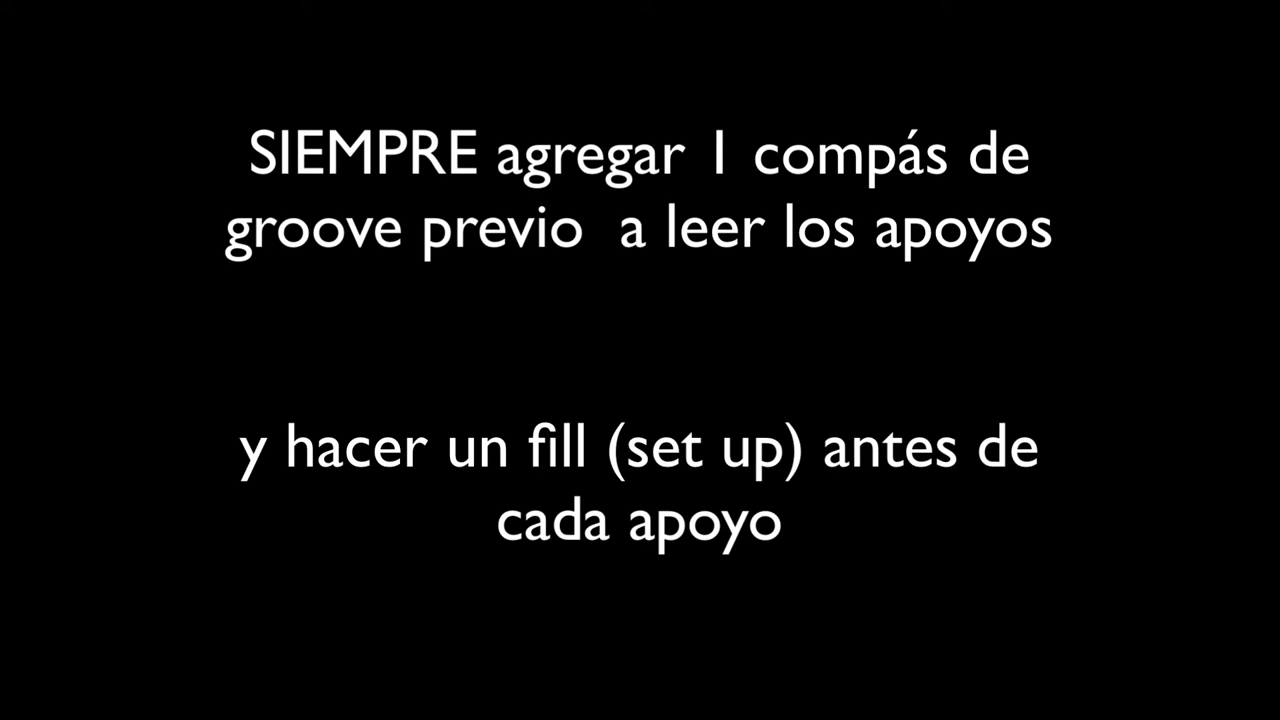 SIEMPRE agregar 1 compás de
groove previo  a leer los apoyos
y hacer un fill (set up) antes de
cada apoyo